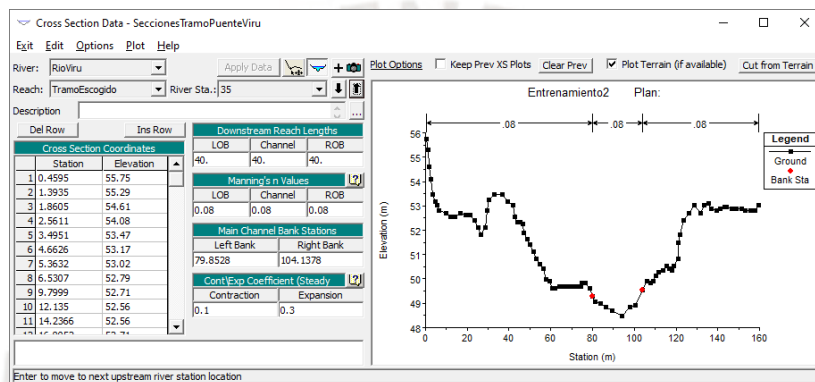 Cross Section Data - SeccionesTramoPuenteViru
Exit Edit Options Plot Help
River: RioViru Apply Data
Reach: TramoEscogido River Sta.: 35
Description ...
Del Row Ins Row
Cross Section Coordinates
Station Elevation
1 0.4595 55.75
2 1.3935 55.29
3 1.8605 54.61
4 2.5611 54.08
5 3.4951 53.47
6 4.6626 53.17
7 5.3632 53.02
8 6.5307 52.79
9 9.7999 52.71
10 12.135 52.56
11 14.2366 52.56
Downstream Reach Lengths
LOB Channel ROB
40. 40. 40.
Manning's n Values
LOB Channel ROB
0.08 0.08 0.08
Main Channel Bank Stations
Left Bank Right Bank
79.8528 104.1378
Cont\Exp Coefficient (Steady
Contraction Expansion
0.1 0.3
Plot Options Keep Prev XS Plots Clear Prev Plot Terrain (if available) Cut from Terrain
Entrenamiento2 Plan:
.08 .08 .08
Legend
Ground
Bank Sta
Elevation (m)
56
55
54
53
52
51
50
49
48
0 20 40 60 80 100 120 140 160
Station (m)
Enter to move to next upstream river station location